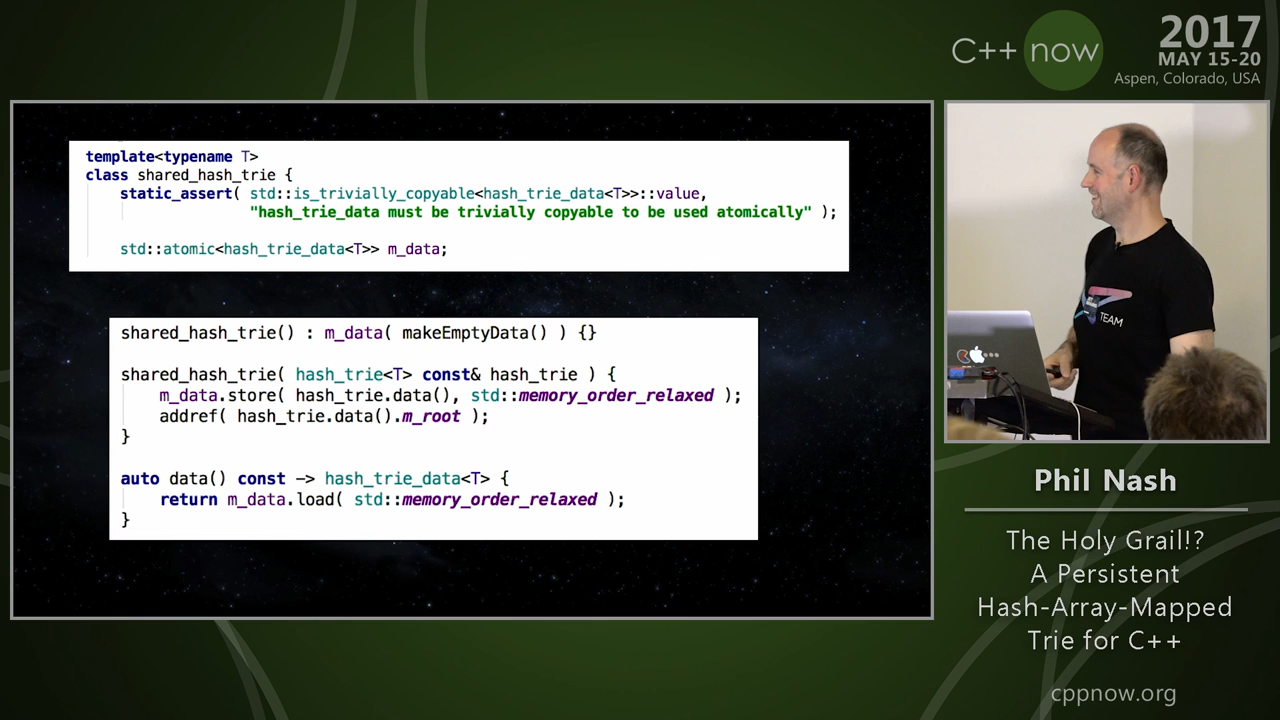 C++ now
2017
MAY 15-20
Aspen, Colorado, USA
template<typename T>
class shared_hash_trie {
static_assert( std::is_trivially_copyable<hash_trie_data<T>>::value,
"hash_trie_data must be trivially copyable to be used atomically" );
std::atomic<hash_trie_data<T>> m_data;
shared_hash_trie() : m_data( makeEmptyData() ) {}
shared_hash_trie( hash_trie<T> const& hash_trie ) {
m_data.store( hash_trie.data(), std::memory_order_relaxed );
addref( hash_trie.data().m_root );
}
auto data() const -> hash_trie_data<T> {
return m_data.load( std::memory_order_relaxed );
}
TEAM
Phil Nash
The Holy Grail!?
A Persistent
Hash-Array-Mapped
Trie for C++
cppnow.org